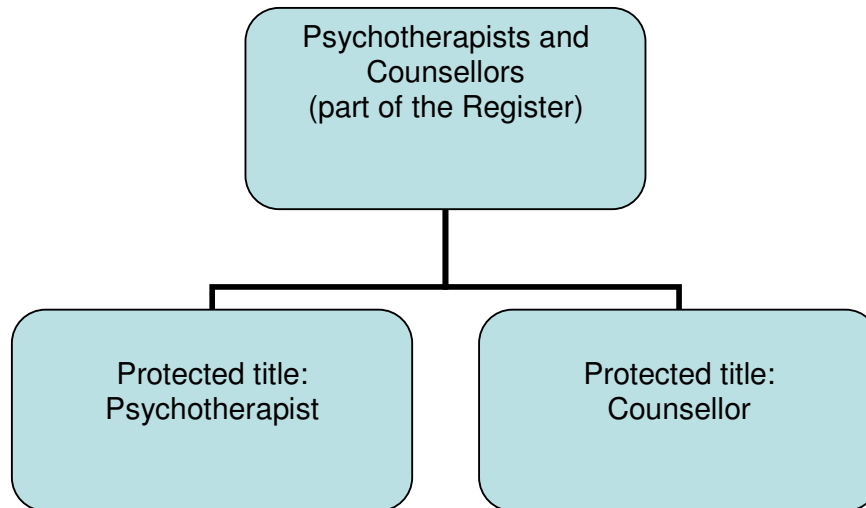 Psychotherapists and
Counsellors
(part of the Register)
Protected title:
Psychotherapist
Protected title:
Counsellor